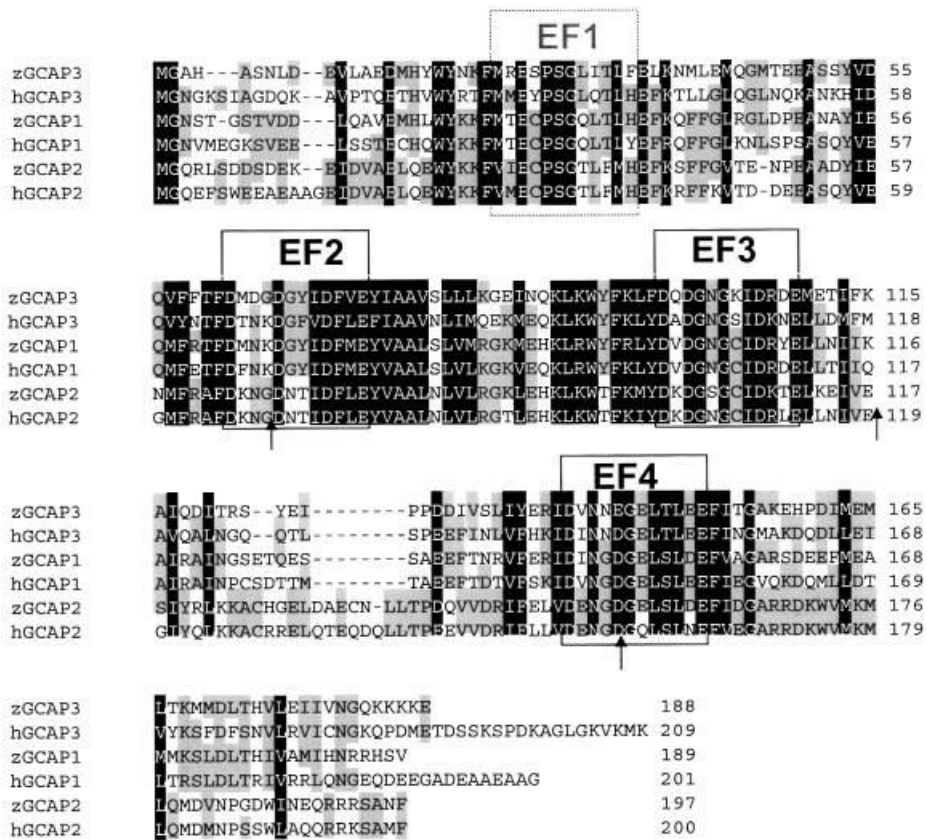 EF1
zGCAP3 MGAH---ASNLD--EVLAEDMHYWYNKFMRESPSGLITLFELKNMLEMQGMTEEASSYVD 55
hGCAP3 MGNGKSIAGDQK--AVPTQETHVWYRTFMMEYPSGLQTLHEFKTLLGLQGLNQKANKHID 58
zGCAP1 MGNST-GSTVDD--LQAVEMHLWYKKFMTECPSGQLTLHEFKQFFGLRGLDPEANAYIE 56
hGCAP1 MGNVMEGKSVEE--LSSTECHQWYKKFMTECPSGQLTLYEFRQFFGLKNLSPSASQYVE 57
zGCAP2 MGQRLSDDSDEK--EIDVAELQEWYKKFVIECPSGTLFMHEFKSFFGVTE-NPEAADYIE 57
hGCAP2 MGQEFSWEEAEAAGEIDVAELQEWYKKFVMECPSGTLFMHEFKRFFKVTD-DEEASQYVE 59
EF2 EF3
zGCAP3 QVFFTFDMDGDGYIDFVEYIAAVSLLLKGEINQKLKWYFKLFDQDGNGKIDRDEMETIFK 115
hGCAP3 QVYNTFDTNKDGFVDFLEFIAAVNLIMQEKMEQKLKWYFKLYDADGNGSIDKNELLDMFM 118
zGCAP1 QMFRTFDMNKDGYIDFMEYVAALSLVMRGKMEHKLRWYFKLYDVDGNGCIDRYELLNIIK 116
hGCAP1 QMFETFDFNKDGYIDFMEYVAALSLVLKGKVEQKLRWYFKLYDVDGNGCIDRDELLTIIQ 117
zGCAP2 NMFRAFDKNGDNTIDFLEYVAALNLVLRGKLEHKLKWTFKMYDKDGSGCIDKTELKEIVE 117
hGCAP2 GMFRAFDKNGDNTIDFLEYVAALNLVLRGTLEHKLKWTFKIYDKDGNGCIDRLELLNIVE 119
EF4
zGCAP3 AIQDITRS--YEI----------PPDDIVSLIYERIDVNNEGELTLEEFITGAKEHPDIMEM 165
hGCAP3 AVQALNGQ--QTL----------SPEEFINLVFHKIDINNDGELTLEEFINGMAKDQDLLEI 168
zGCAP1 AIRAINGSETQES--------SAEEFTNRVFERIDINGDGELSLDEFVAGARSDEEFMEA 168
hGCAP1 AIRAINPCSDTTM--------TAEEFTDTVFSKIDINGDGELSLEEFIEGVQKDQMLLDT 169
zGCAP2 SIYRLKKACHGELDAECN-LLTPDQVVDRIFELVDENGDGELSLDEFIDGARRDKWVMKM 176
hGCAP2 GIYQLKKACRRELQTEQDQLLTPEEVVDRIFLLVDENGDGQLSLNEFVEGARRDKWVMKM 179
zGCAP3 LTKMMDLTHVLEIIVNGQKKKKE 188
hGCAP3 VYKSFDFSNVLRVICNGKQPDMETDSSKSPDKAGLGKVKMK 209
zGCAP1 MMKSLDLTHIVAMIHNRRHSV 189
hGCAP1 LTRSLDLTRIVRRLQNGEQDEEGADEAAEAAG 201
zGCAP2 LQMDVNPGDWINEQRRRSANF 197
hGCAP2 LQMDMNPSSWLAQQRRKSAMF 200